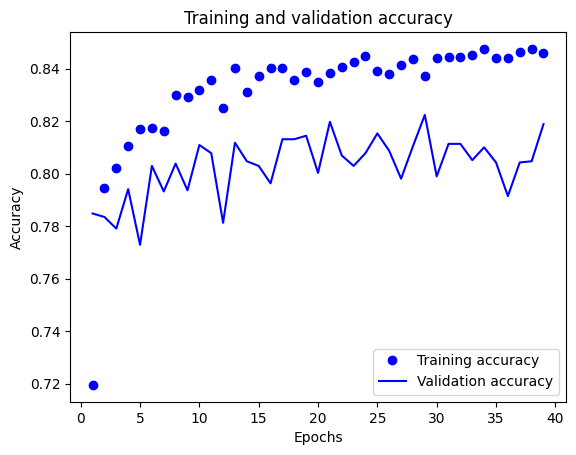 Training and validation accuracy
0.84
0.82
0.80
0.78
0.76
0.74
0.72
Accuracy
Training accuracy
Validation accuracy
0 5 10 15 20 25 30 35 40
Epochs